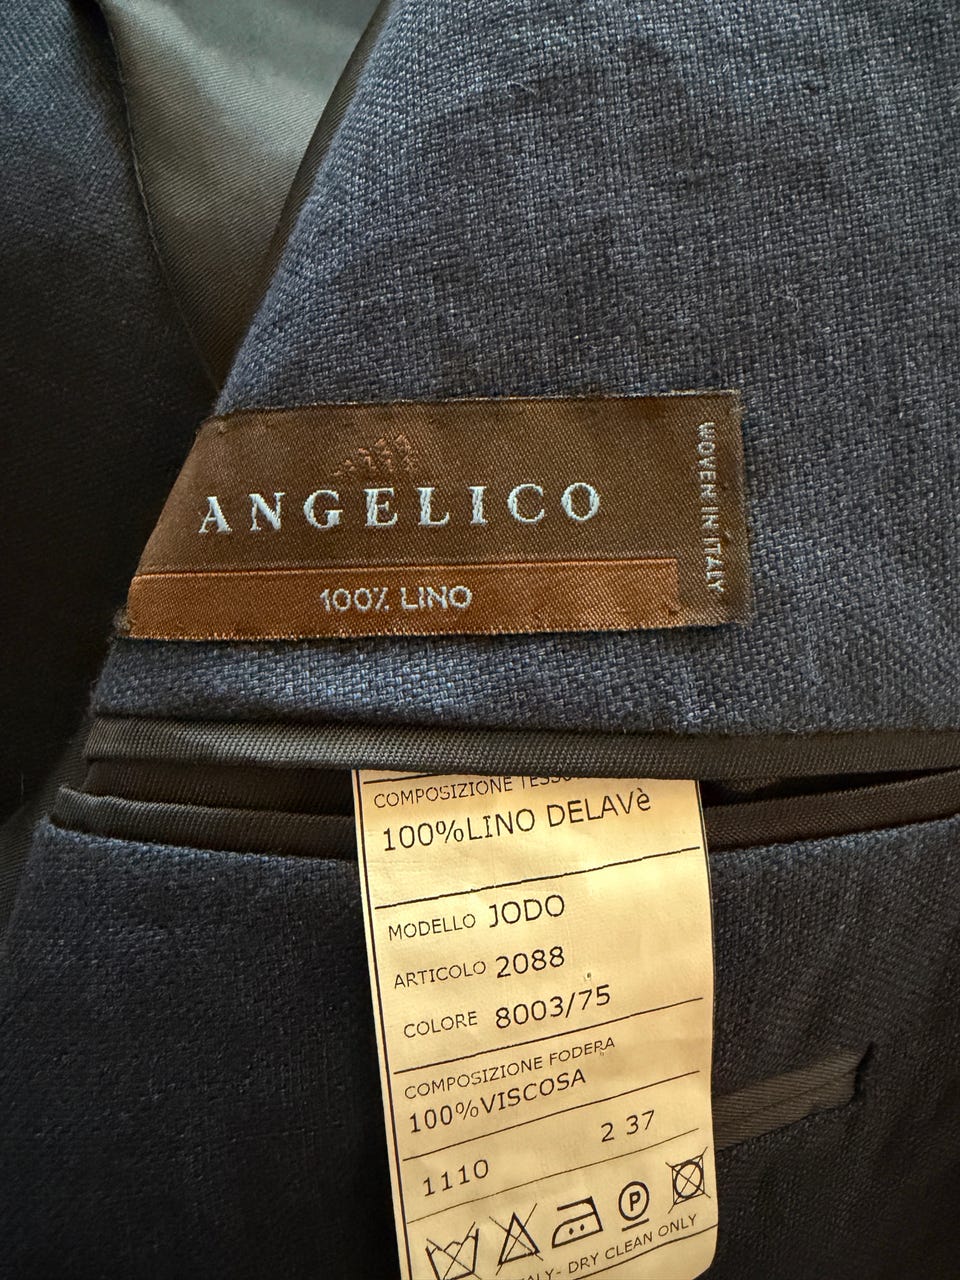 ANGELICO
WOVEN IN ITALY
100% LINO
COMPOSIZIONE
100%LINO DELAVè
MODELLO JODO
ARTICOLO 2088
COLORE 8003/75
COMPOSIZIONE FODERA
100%VISCOSA
1110 2 37
P
DRY CLEAN ONLY